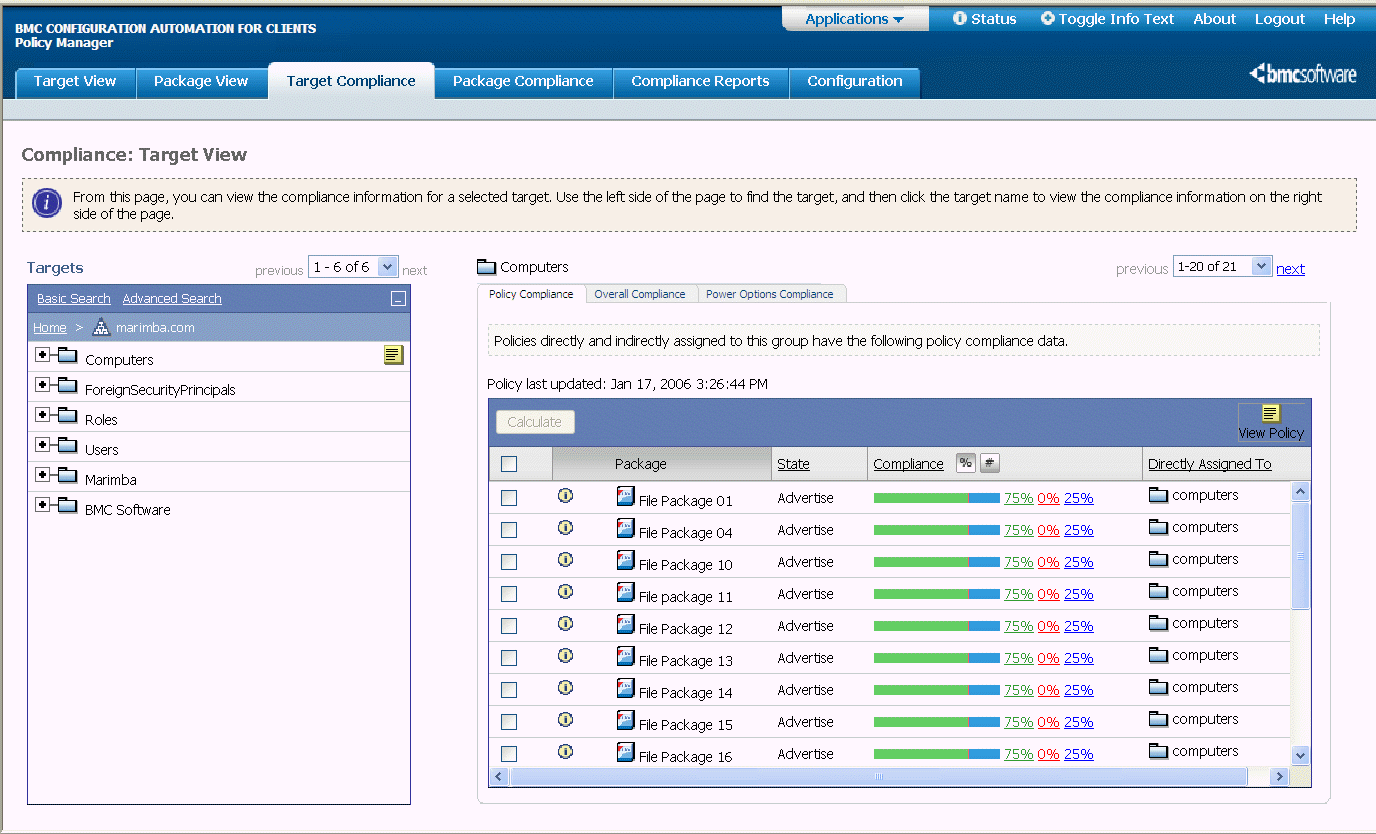 BMC CONFIGURATION AUTOMATION FOR CLIENTS
Policy Manager
Applications Status Toggle Info Text About Logout Help
Target View Package View Target Compliance Package Compliance Compliance Reports Configuration
bmcsoftware
Compliance: Target View
From this page, you can view the compliance information for a selected target. Use the left side of the page to find the target, and then click the target name to view the compliance information on the right
side of the page.
Targets previous 1 - 6 of 6 next
Basic Search Advanced Search
Home > marimba.com
Computers
ForeignSecurityPrincipals
Roles
Users
Marimba
BMC Software
Computers previous 1-20 of 21 next
Policy Compliance Overall Compliance Power Options Compliance
Policies directly and indirectly assigned to this group have the following policy compliance data.
Policy last updated: Jan 17, 2006 3:26:44 PM
Calculate View Policy
Package State Compliance % # Directly Assigned To
File Package 01 Advertise 75% 0% 25% computers
File Package 04 Advertise 75% 0% 25% computers
File Package 10 Advertise 75% 0% 25% computers
File package 11 Advertise 75% 0% 25% computers
File Package 12 Advertise 75% 0% 25% computers
File Package 13 Advertise 75% 0% 25% computers
File Package 14 Advertise 75% 0% 25% computers
File Package 15 Advertise 75% 0% 25% computers
File Package 16 Advertise 75% 0% 25% computers